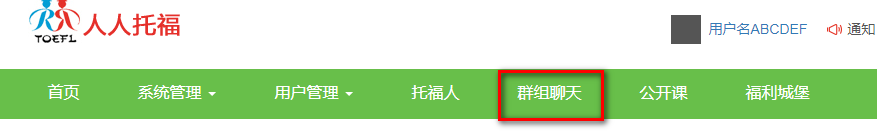 人人托福
TOEFL
用户名ABCDEF 通知
首页 系统管理 用户管理 托福人 群组聊天 公开课 福利城堡